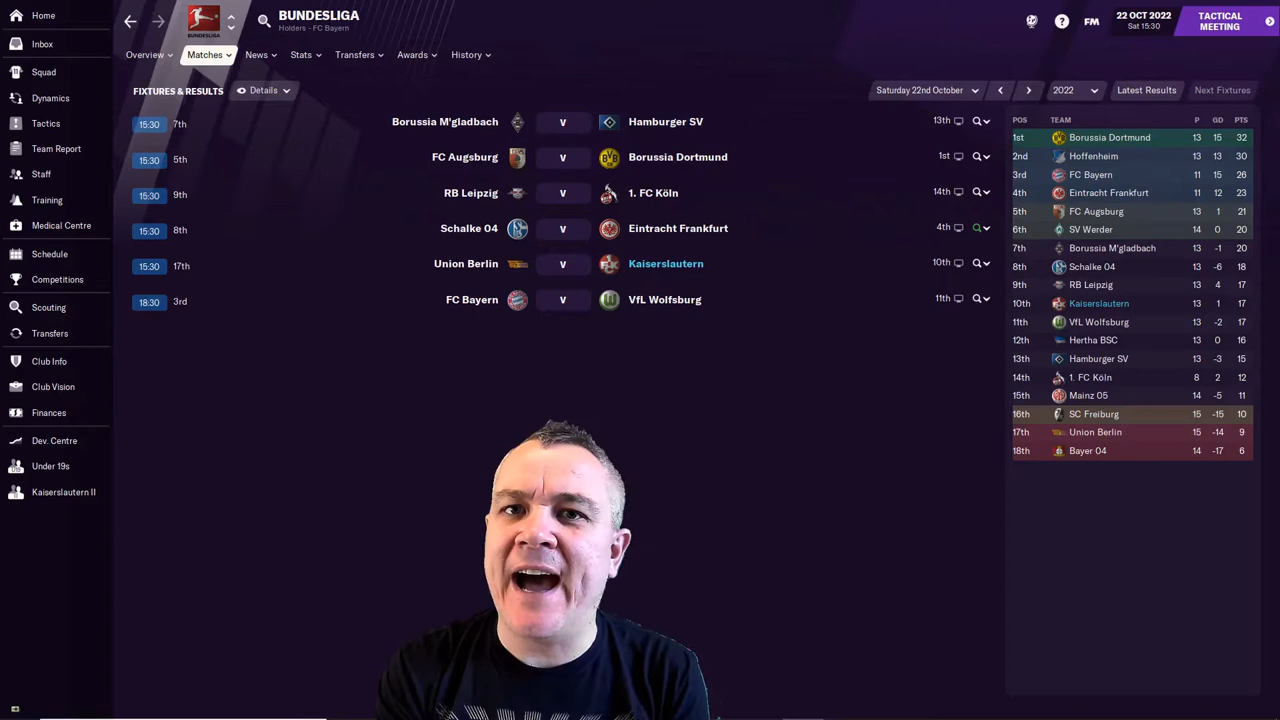 Home
Inbox
Squad
Dynamics
Tactics
Team Report
Staff
Training
Medical Centre
Schedule
Competitions
Scouting
Transfers
Club Info
Club Vision
Finances
Dev. Centre
Under 19s
Kaiserslautern II
BUNDESLIGA
Holders - FC Bayern
FM
22 OCT 2022
Sat 15:30
TACTICAL
MEETING
Overview Matches News Stats Transfers Awards History
FIXTURES & RESULTS Details Saturday 22nd October 2022 Latest Results Next Fixtures
15:30 7th Borussia M'gladbach v Hamburger SV 13th
15:30 5th FC Augsburg v Borussia Dortmund 1st
15:30 9th RB Leipzig v 1. FC Köln 14th
15:30 8th Schalke 04 v Eintracht Frankfurt 4th
15:30 17th Union Berlin v Kaiserslautern 10th
18:30 3rd FC Bayern v VfL Wolfsburg 11th
POS TEAM P GD PTS
1st Borussia Dortmund 13 15 32
2nd Hoffenheim 13 13 30
3rd FC Bayern 11 15 26
4th Eintracht Frankfurt 11 12 23
5th FC Augsburg 13 1 21
6th SV Werder 14 0 20
7th Borussia M'gladbach 13 -1 20
8th Schalke 04 13 -6 18
9th RB Leipzig 13 4 17
10th Kaiserslautern 13 1 17
11th VfL Wolfsburg 13 -2 17
12th Hertha BSC 13 0 16
13th Hamburger SV 13 -3 15
14th 1. FC Köln 8 2 12
15th Mainz 05 14 -5 11
16th SC Freiburg 15 -15 10
17th Union Berlin 15 -14 9
18th Bayer 04 14 -17 6